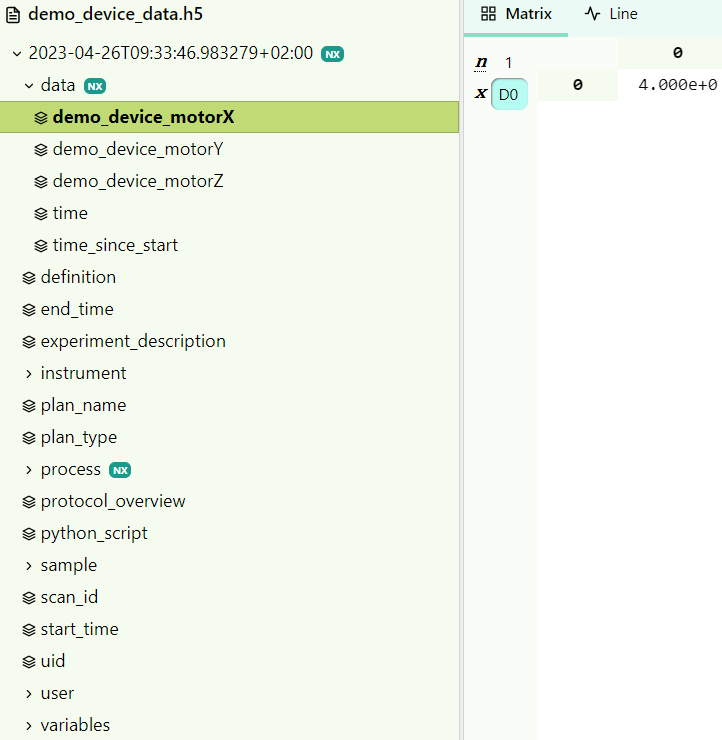 demo_device_data.h5
2023-04-26T09:33:46.983279+02:00 NX
data NX
demo_device_motorX
demo_device_motorY
demo_device_motorZ
time
time_since_start
definition
end_time
experiment_description
instrument
plan_name
plan_type
process NX
protocol_overview
python_script
sample
scan_id
start_time
uid
user
variables
Matrix Line
n 1
x D0
0
0 4.000e+0